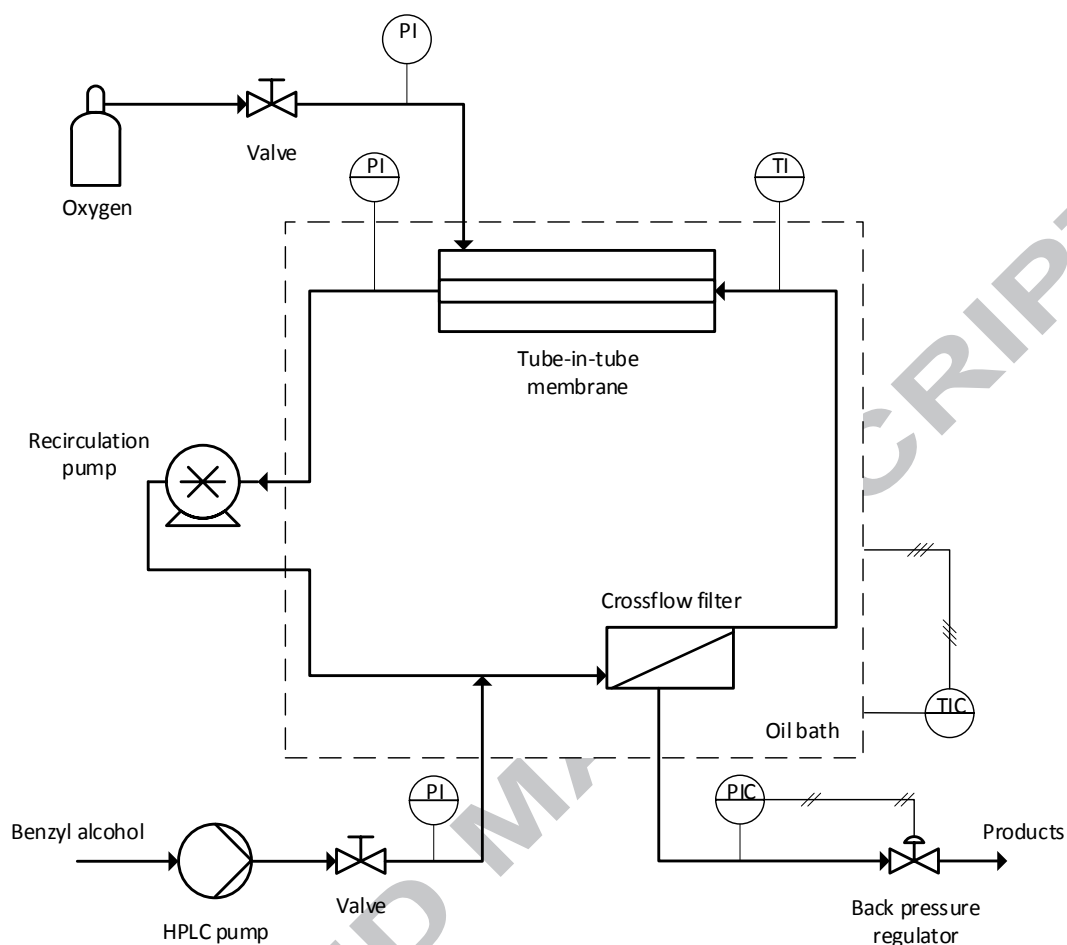 PI
Valve
Oxygen
PI
TI
Tube-in-tube
membrane
Recirculation
pump
Crossflow filter
TIC
Oil bath
PI
PIC
Benzyl alcohol
Products
HPLC pump
Valve
Back pressure
regulator